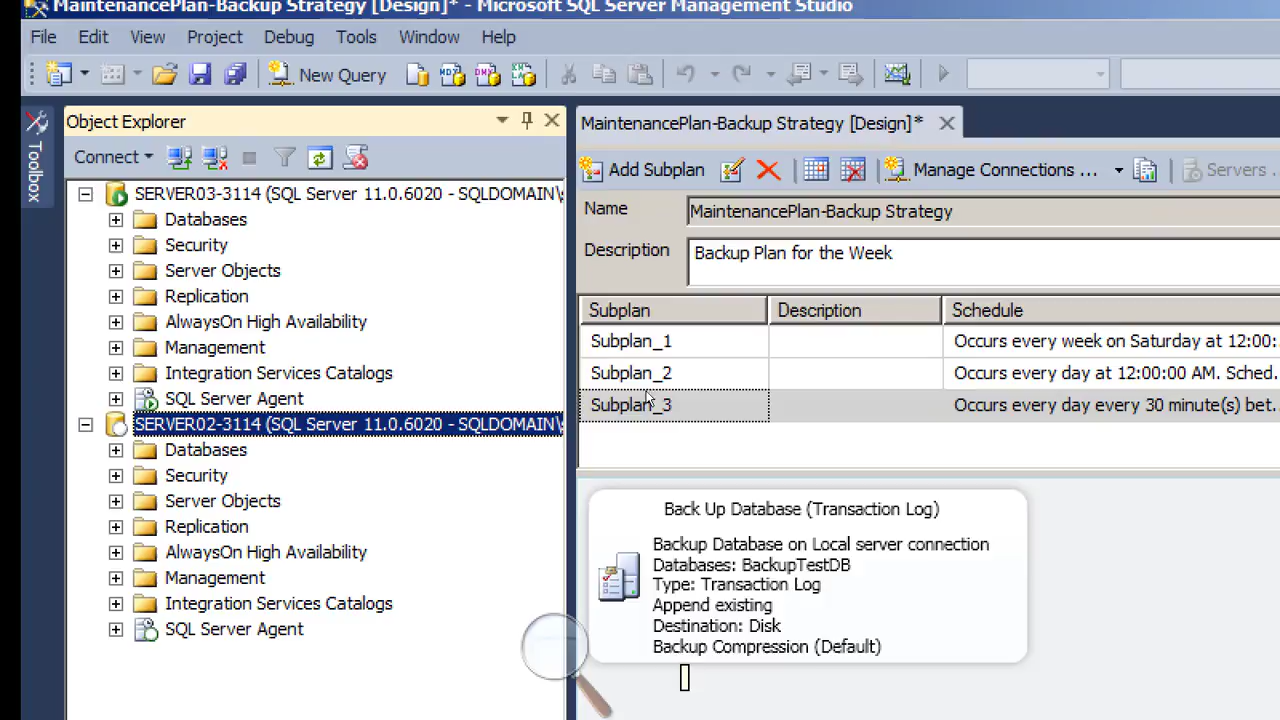 MaintenancePlan-Backup Strategy [Design]* - Microsoft SQL Server Management Studio
File Edit View Project Debug Tools Window Help
New Query
Toolbox
Object Explorer
Connect
SERVER03-3114 (SQL Server 11.0.6020 - SQLDOMAIN\
Databases
Security
Server Objects
Replication
AlwaysOn High Availability
Management
Integration Services Catalogs
SQL Server Agent
SERVER02-3114 (SQL Server 11.0.6020 - SQLDOMAIN\
Databases
Security
Server Objects
Replication
AlwaysOn High Availability
Management
Integration Services Catalogs
SQL Server Agent
MaintenancePlan-Backup Strategy [Design]*
Add Subplan Manage Connections ... Servers ..
Name MaintenancePlan-Backup Strategy
Description Backup Plan for the Week
Subplan Description Schedule
Subplan_1 Occurs every week on Saturday at 12:00:
Subplan_2 Occurs every day at 12:00:00 AM. Sched.
Subplan_3 Occurs every day every 30 minute(s) bet.
Back Up Database (Transaction Log)
Backup Database on Local server connection
Databases: BackupTestDB
Type: Transaction Log
Append existing
Destination: Disk
Backup Compression (Default)